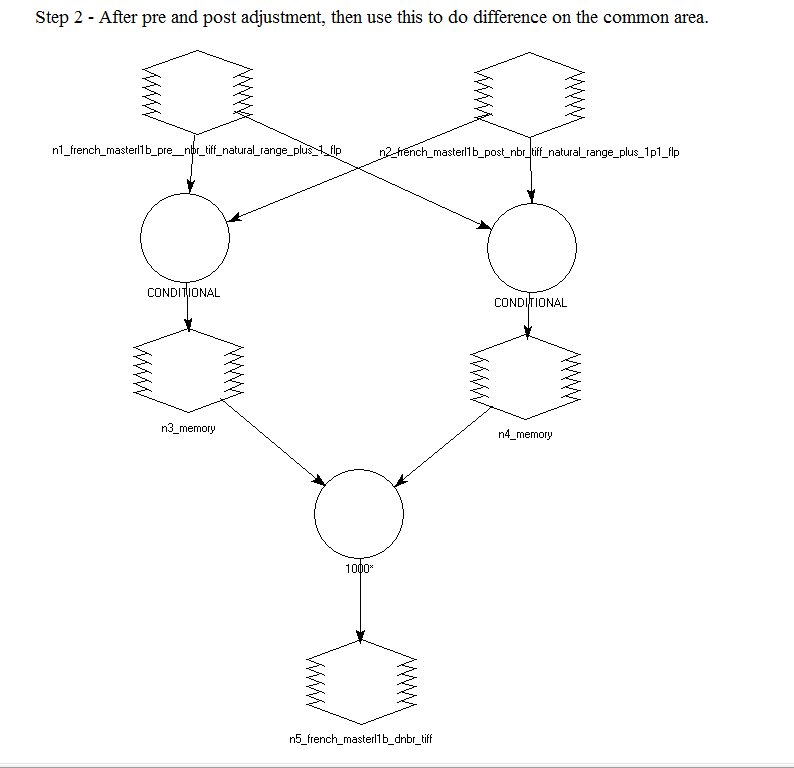 Step 2 - After pre and post adjustment, then use this to do difference on the common area.
n1_french_masterl1b_pre__nbr_tiff_natural_range_plus_1_flp
n2_french_masterl1b_post_nbr_tiff_natural_range_plus_1p1_flp
CONDITIONAL
CONDITIONAL
n3_memory
n4_memory
1000*
n5_french_masterl1b_dnbr_tiff